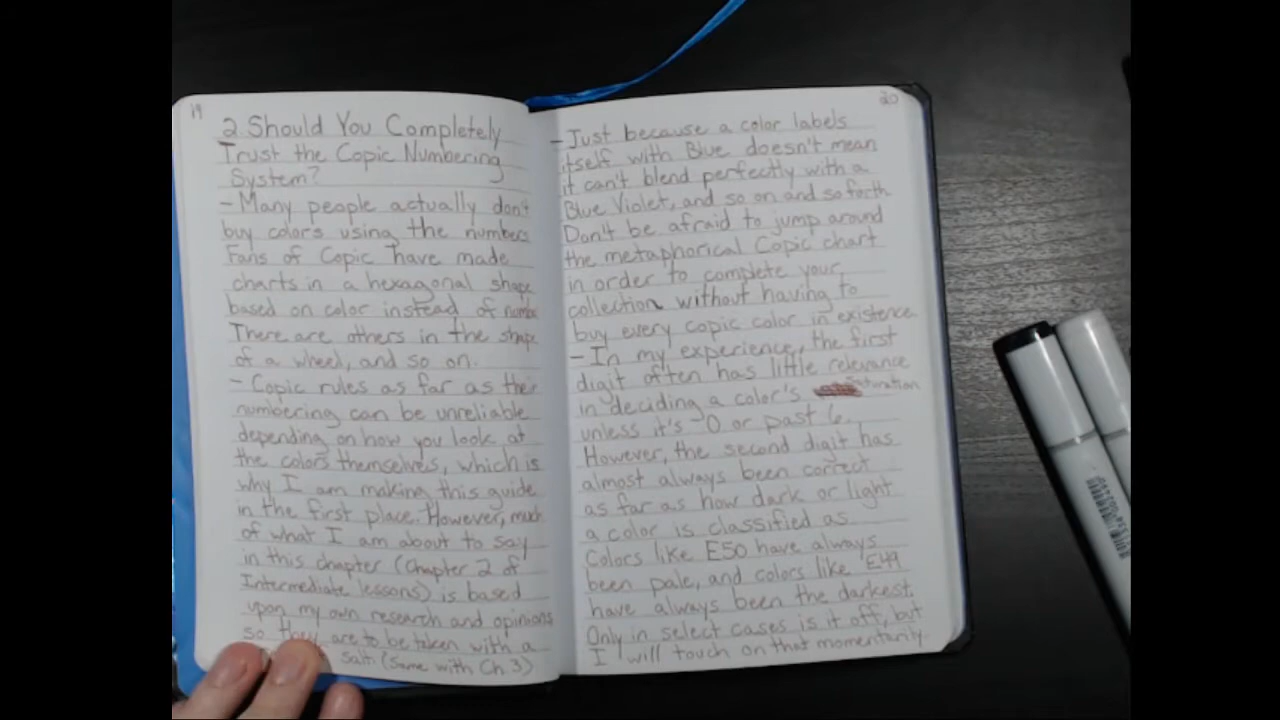 19
2. Should You Completely
Trust the Copic Numbering
System?
- Many people actually don't
buy colors using the numbers
Fans of Copic have made
charts in a hexagonal shape
based on color instead of
There are others in the shape
of a wheel, and so on.
- Copic rules as far as their
numbering can be unreliable
depending on how you look at
the colors themselves, which is
why I am making this guide
in the first place. However, much
of what I am about to say
in this chapter (Chapter 2 of
Intermediate lessons) is based
upon my own research and opinions
so they are to be taken with a
salt. (Same with Ch. 3)
20
- Just because a color labels
itself with Blue doesn't mean
it can't blend perfectly with a
Blue Violet, and so on and so forth
Don't be afraid to jump around
the metaphorical Copic chart
in order to complete your
collection without having to
buy every copic color in existence.
- In my experience, the first
digit often has little relevance
in deciding a color's saturation
unless it's 0 or past 6.
However, the second digit has
almost always been correct
as far as how dark or light
a color is classified as
Colors like E50 have always
been pale, and colors like E49
have always been the darkest.
Only in select cases is it off, but
I will touch on that momentarily